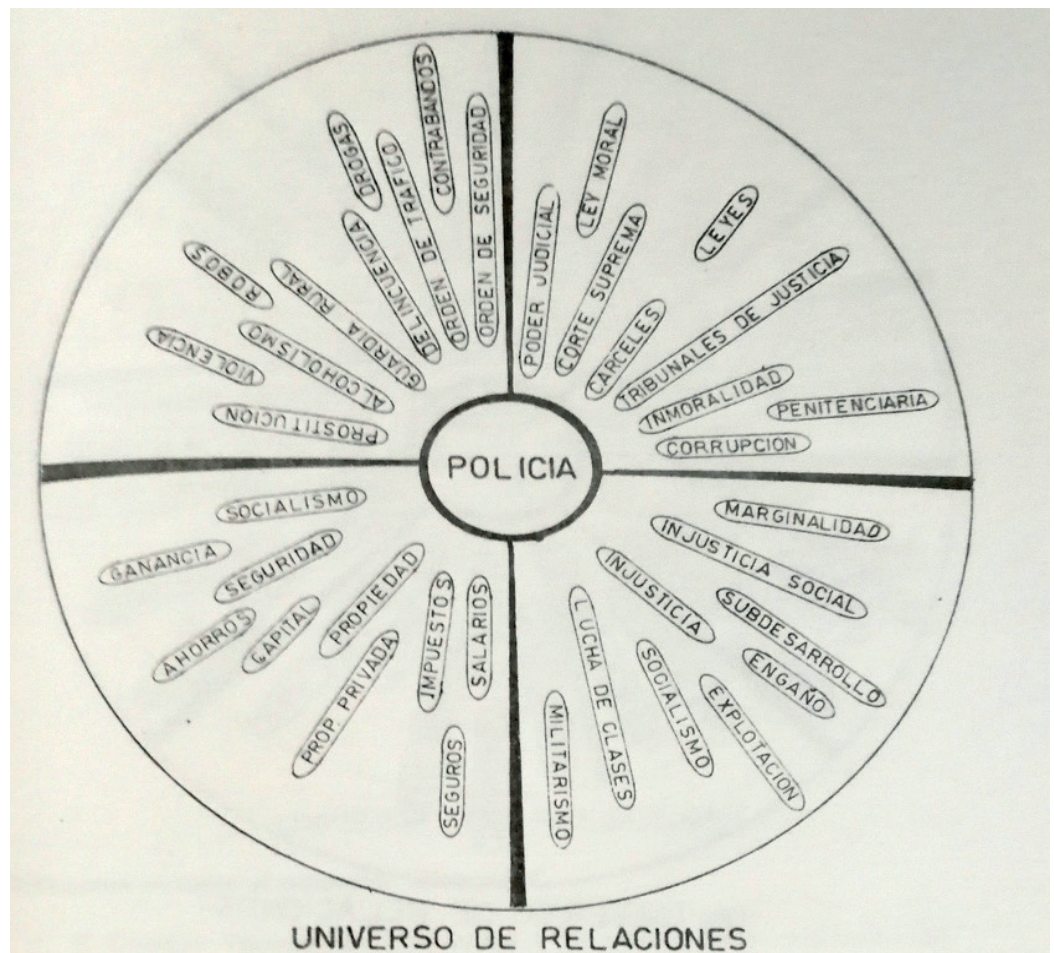 CONTRABANDOS
ORDEN DE SEGURIDAD
DROGAS
ORDEN DE TRAFICO
DELINCUENCIA
GUARDIA RURAL
ROBOS
ALCOHOLISMO
VIOLENCIA
PROSTITUCION
PODER JUDICIAL
LEY MORAL
CORTE SUPREMA
LEYES
CARCELES
TRIBUNALES DE JUSTICIA
INMORALIDAD
PENITENCIARIA
CORRUPCION
POLICIA
SOCIALISMO
GANANCIA
SEGURIDAD
AHORROS
CAPITAL
PROPIEDAD
PROP. PRIVADA
IMPUESTOS
SALARIOS
SEGUROS
MARGINALIDAD
INJUSTICIA SOCIAL
INJUSTICIA
SUBDESARROLLO
ENGAÑO
EXPLOTACION
SOCIALISMO
LUCHA DE CLASES
MILITARISMO
UNIVERSO DE RELACIONES